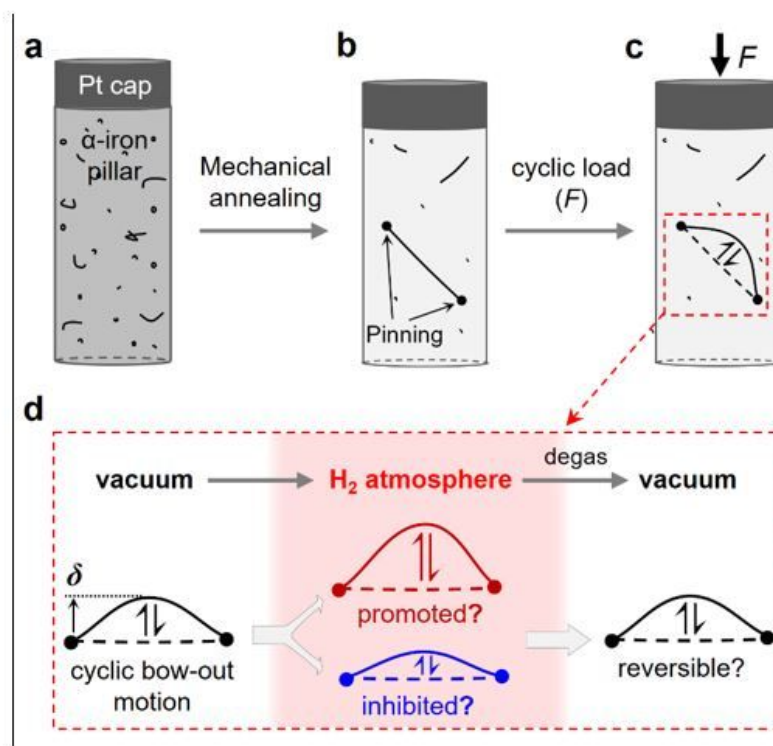 a
b
c
F
Pt cap
α-iron
pillar
Mechanical
annealing
cyclic load
(F)
Pinning
d
degas
vacuum
H₂ atmosphere
vacuum
δ
promoted?
cyclic bow-out
motion
inhibited?
reversible?